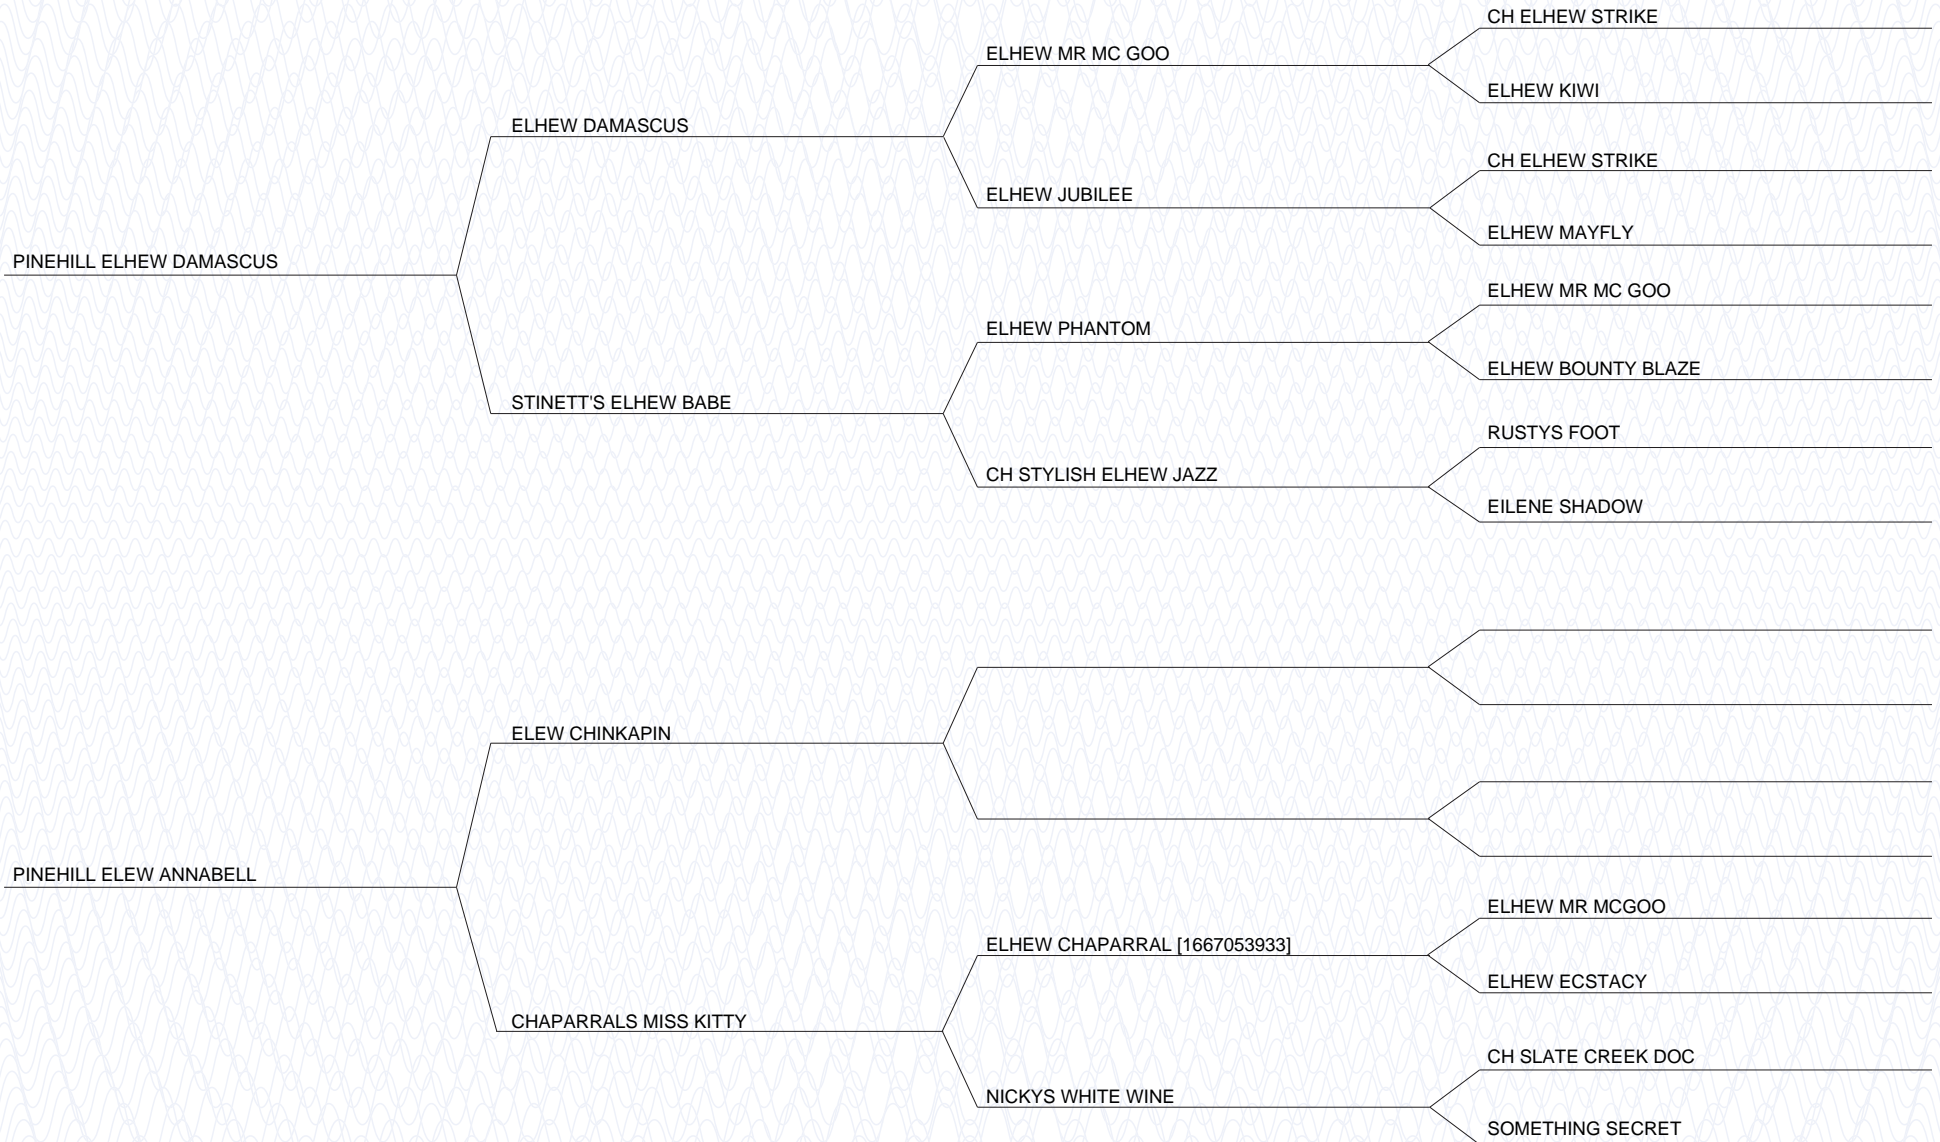 CH ELHEW STRIKE
ELHEW MR MC GOO
ELHEW KIWI
ELHEW DAMASCUS
CH ELHEW STRIKE
ELHEW JUBILEE
ELHEW MAYFLY
PINEHILL ELHEW DAMASCUS
ELHEW MR MC GOO
ELHEW PHANTOM
ELHEW BOUNTY BLAZE
STINETT'S ELHEW BABE
RUSTYS FOOT
CH STYLISH ELHEW JAZZ
EILENE SHADOW
ELEW CHINKAPIN
PINEHILL ELEW ANNABELL
ELHEW MR MCGOO
ELHEW CHAPARRAL [1667053933]
ELHEW ECSTACY
CHAPARRALS MISS KITTY
CH SLATE CREEK DOC
NICKYS WHITE WINE
SOMETHING SECRET